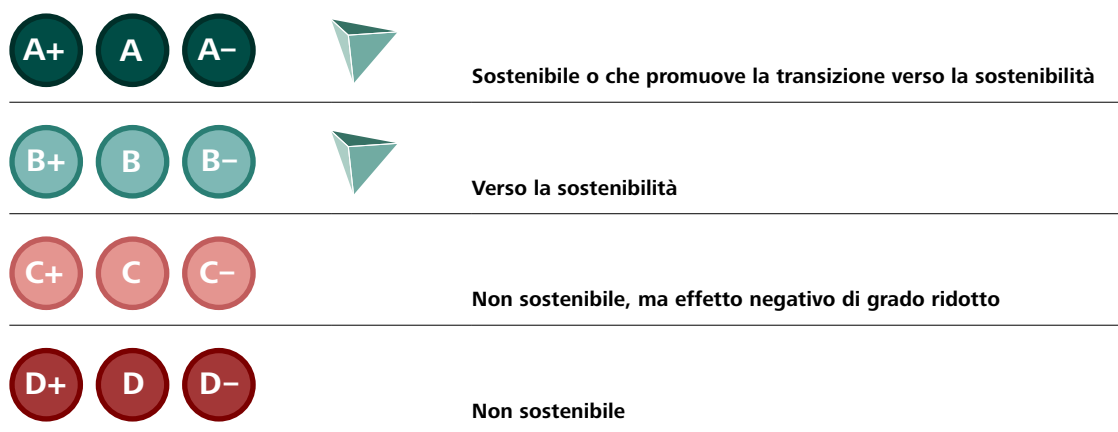 A+ A A−
Sostenibile o che promuove la transizione verso la sostenibilità
B+ B B−
Verso la sostenibilità
C+ C C−
Non sostenibile, ma effetto negativo di grado ridotto
D+ D D−
Non sostenibile